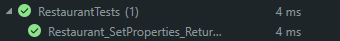 RestaurantTests (1) 4 ms
Restaurant_SetProperties_Retur... 4 ms